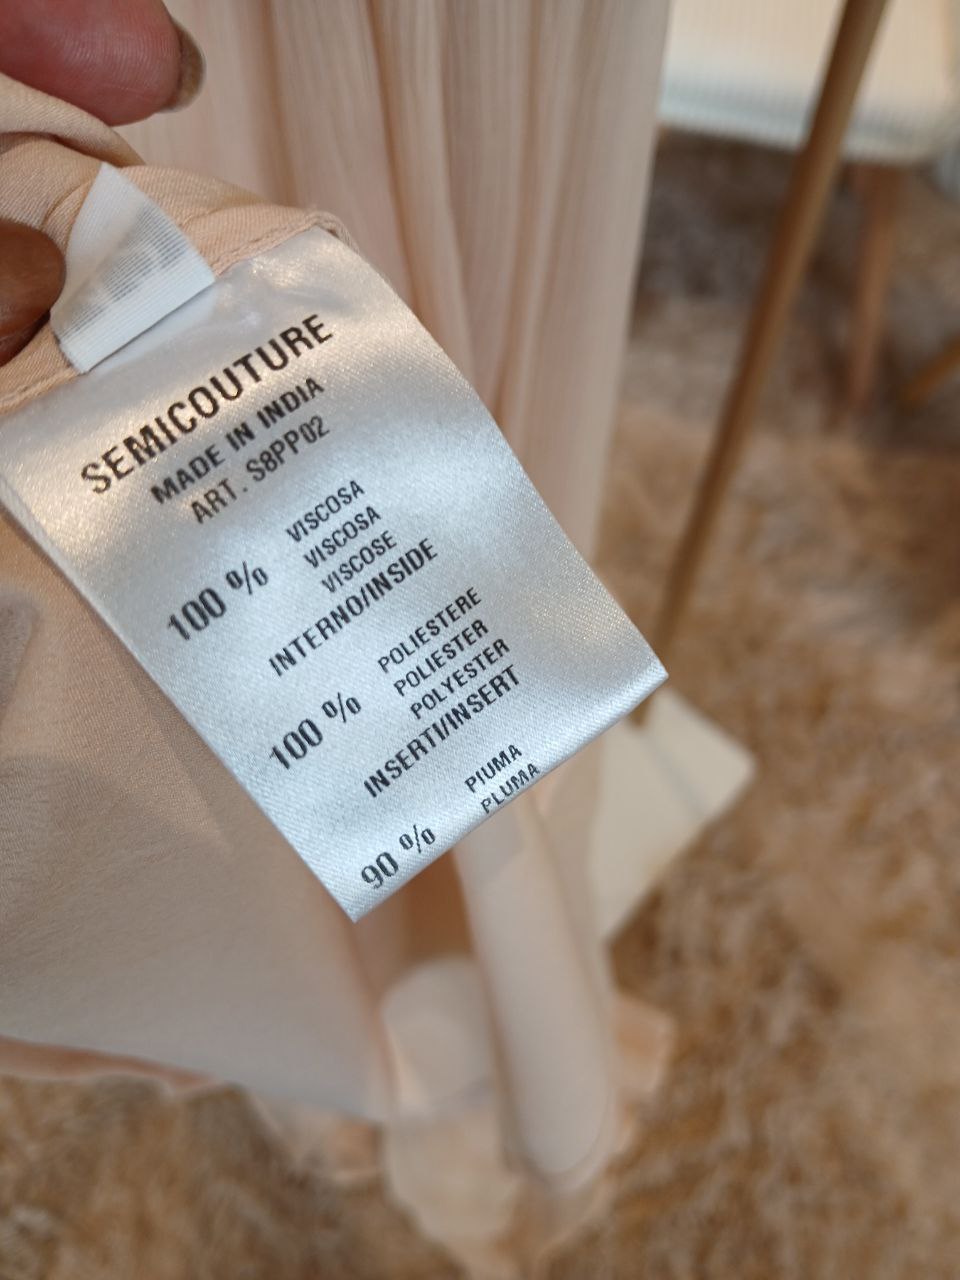 SEMICOUTURE
MADE IN INDIA
ART. S8PP02
VISCOSA
VISCOSA
100 % VISCOSE
INTERNO/INSIDE
POLIESTERE
POLIESTER
100 % POLYESTER
INSERTI/INSERT
PIUMA
90 % PLUMA